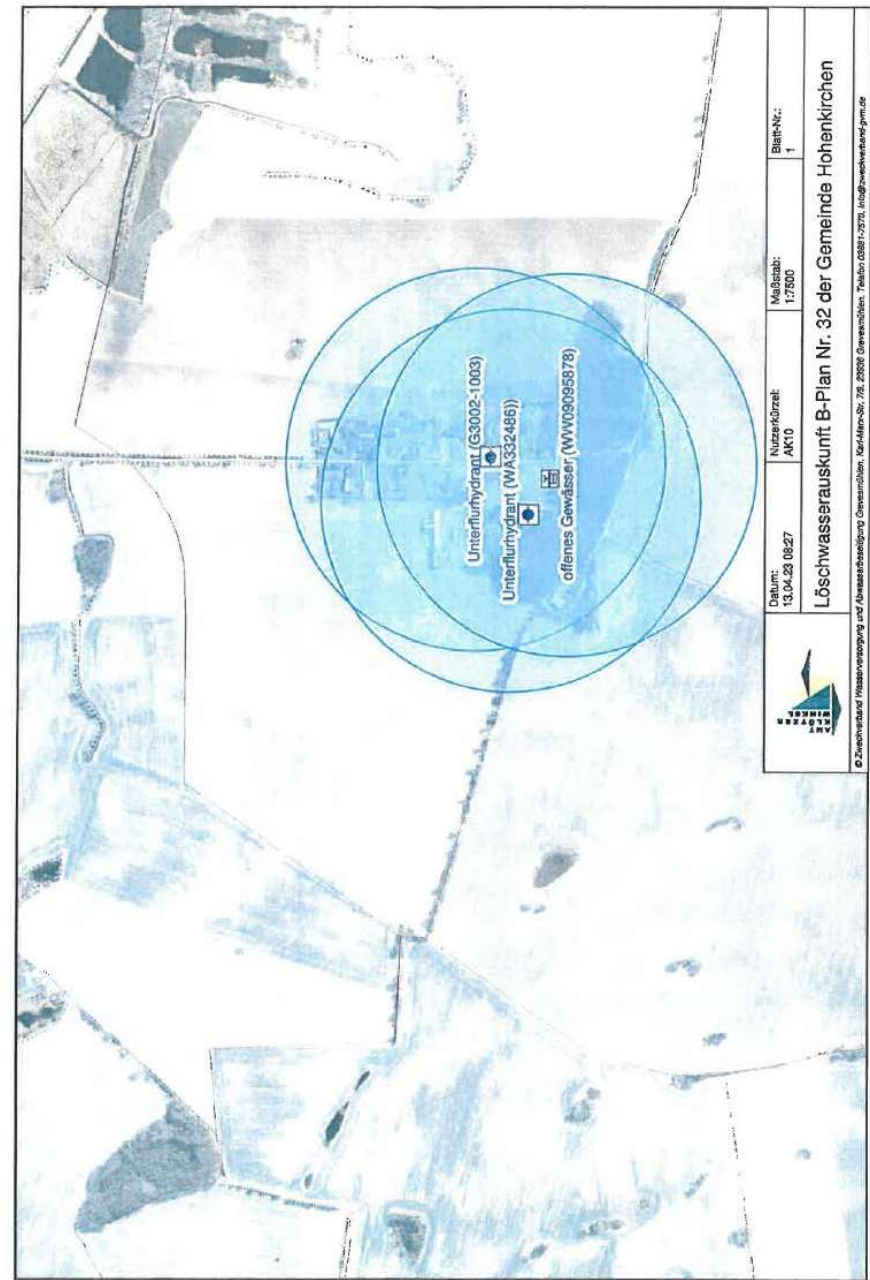 Unterflurhydrant (G3002-1003)
Unterflurhydrant (WA332486))
offenes Gewässer (WW09095878)
AMT
KLÜTZER
WINKEL
Datum:
13.04.23 08:27
Nutzerkürzel:
AK10
Maßstab:
1:7500
Blatt-Nr.:
1
Löschwasserauskunft B-Plan Nr. 32 der Gemeinde Hohenkirchen
© Zweckverband Wasserversorgung und Abwasserbeseitigung Grevesmühlen, Karl-Marx-Str. 7/9, 23936 Grevesmühlen, Telefon 03881-7570, info@zweckverband-gvm.de